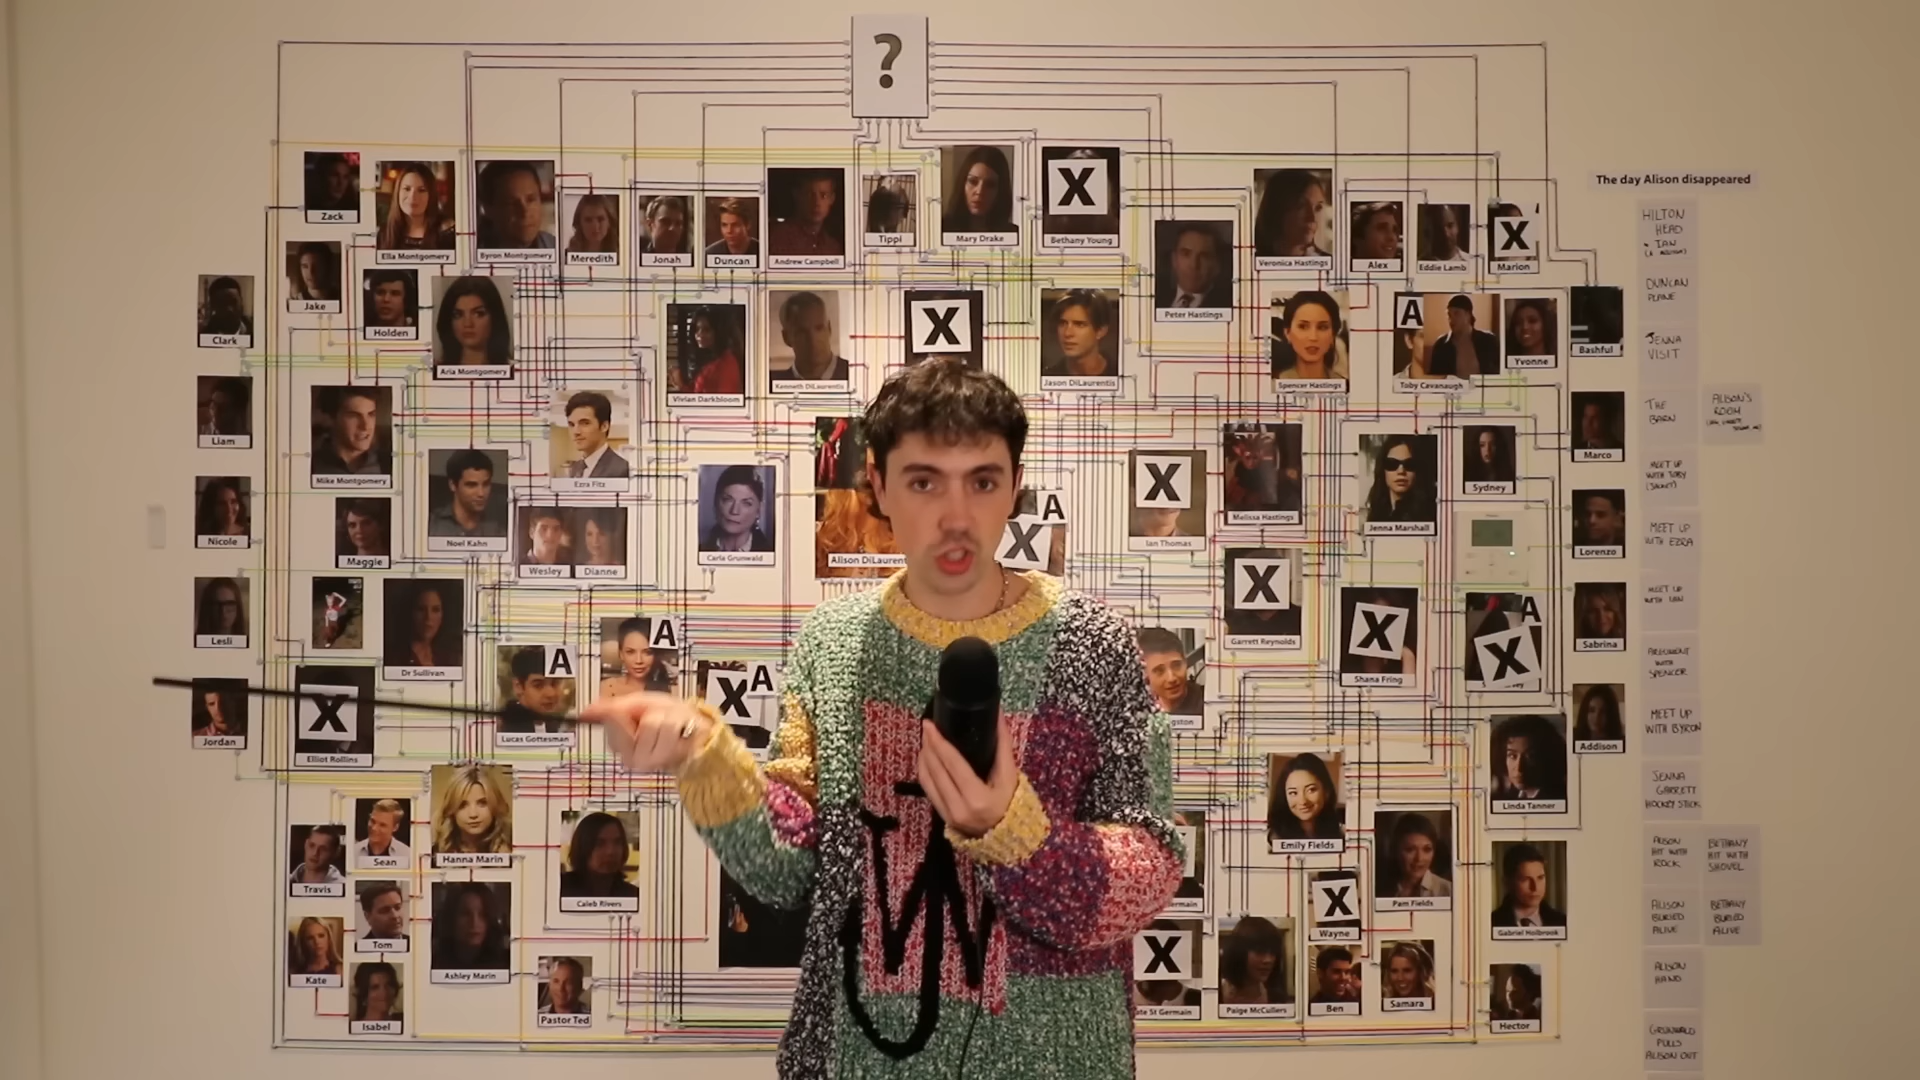 ?
Zack
Ella Montgomery
Byron Montgomery
Meredith
Jonah
Duncan
Andrew Campbell
Tippi
Mary Drake
X
Bethany Young
Veronica Hastings
Alex
Eddie Lamb
X
Marion
Jake
Holden
Aria Montgomery
Vivian Darkbloom
Kenneth DiLaurentis
X
Jason DiLaurentis
Peter Hastings
Spencer Hastings
A
Toby Cavanaugh
Yvonne
Bashful
Clark
Liam
Nicole
Lesli
Jordan
Mike Montgomery
Maggie
Noel Kahn
Ezra Fitz
Wesley
Dianne
Carla Grunwald
Alison DiLaurent
X
A
X
Ian Thomas
Melissa Hastings
Jenna Marshall
Sydney
Marco
Lorenzo
Sabrina
Addison
Dr Sullivan
X
Elliot Rollins
A
Lucas Gottesman
A
X
A
X
Garrett Reynolds
X
Shana Fring
X
A
Linda Tanner
Travis
Sean
Hanna Marin
Caleb Rivers
Kate
Tom
Isabel
Ashley Marin
Pastor Ted
Emily Fields
Pam Fields
X
Wayne
Gabriel Holbrook
X
St Germain
Paige McCullers
Ben
Samara
Hector
The day Alison disappeared
HILTON
HEAD
IAN
DUNCAN
PLANE
JENNA
VISIT
THE
BARN
ALISON'S
ROOM
MEET UP
WITH TOBY
MEET UP
WITH EZRA
MEET UP
WITH IAN
ARGUMENT
WITH
SPENCER
MEET UP
WITH BYRON
JENNA
GARRETT
HOCKEY STICK
ALISON
HIT WITH
ROCK
BETHANY
HIT WITH
SHOVEL
ALISON
BURIED
ALIVE
BETHANY
BURIED
ALIVE
ALISON
HAND
GRUNWALD
PULLS
ALISON OUT